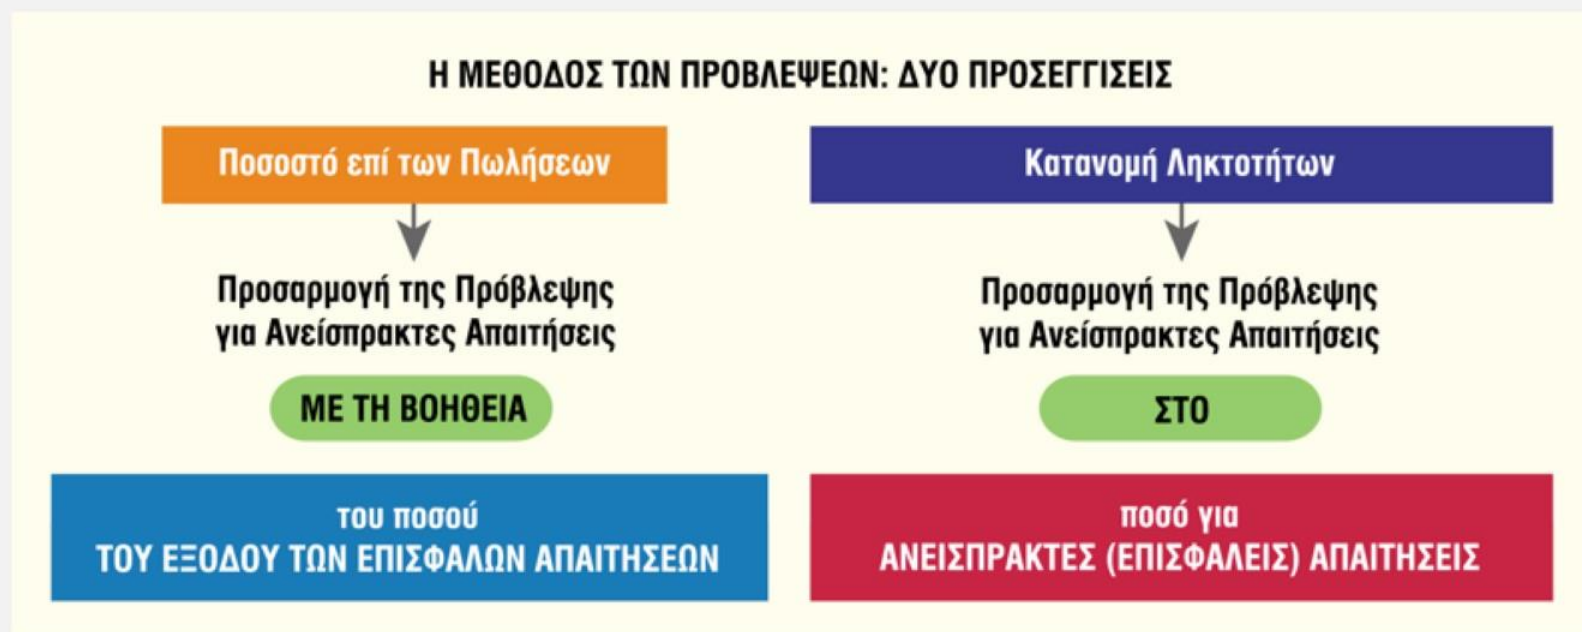 Η ΜΕΘΟΔΟΣ ΤΩΝ ΠΡΟΒΛΕΨΕΩΝ: ΔΥΟ ΠΡΟΣΕΓΓΙΣΕΙΣ
Ποσοστό επί των Πωλήσεων
Προσαρμογή της Πρόβλεψης
για Ανείσπρακτες Απαιτήσεις
ΜΕ ΤΗ ΒΟΗΘΕΙΑ
του ποσού
ΤΟΥ ΕΞΟΔΟΥ ΤΩΝ ΕΠΙΣΦΑΛΩΝ ΑΠΑΙΤΗΣΕΩΝ
Κατανομή Ληκτοτήτων
Προσαρμογή της Πρόβλεψης
για Ανείσπρακτες Απαιτήσεις
ΣΤΟ
ποσό για
ΑΝΕΙΣΠΡΑΚΤΕΣ (ΕΠΙΣΦΑΛΕΙΣ) ΑΠΑΙΤΗΣΕΙΣ